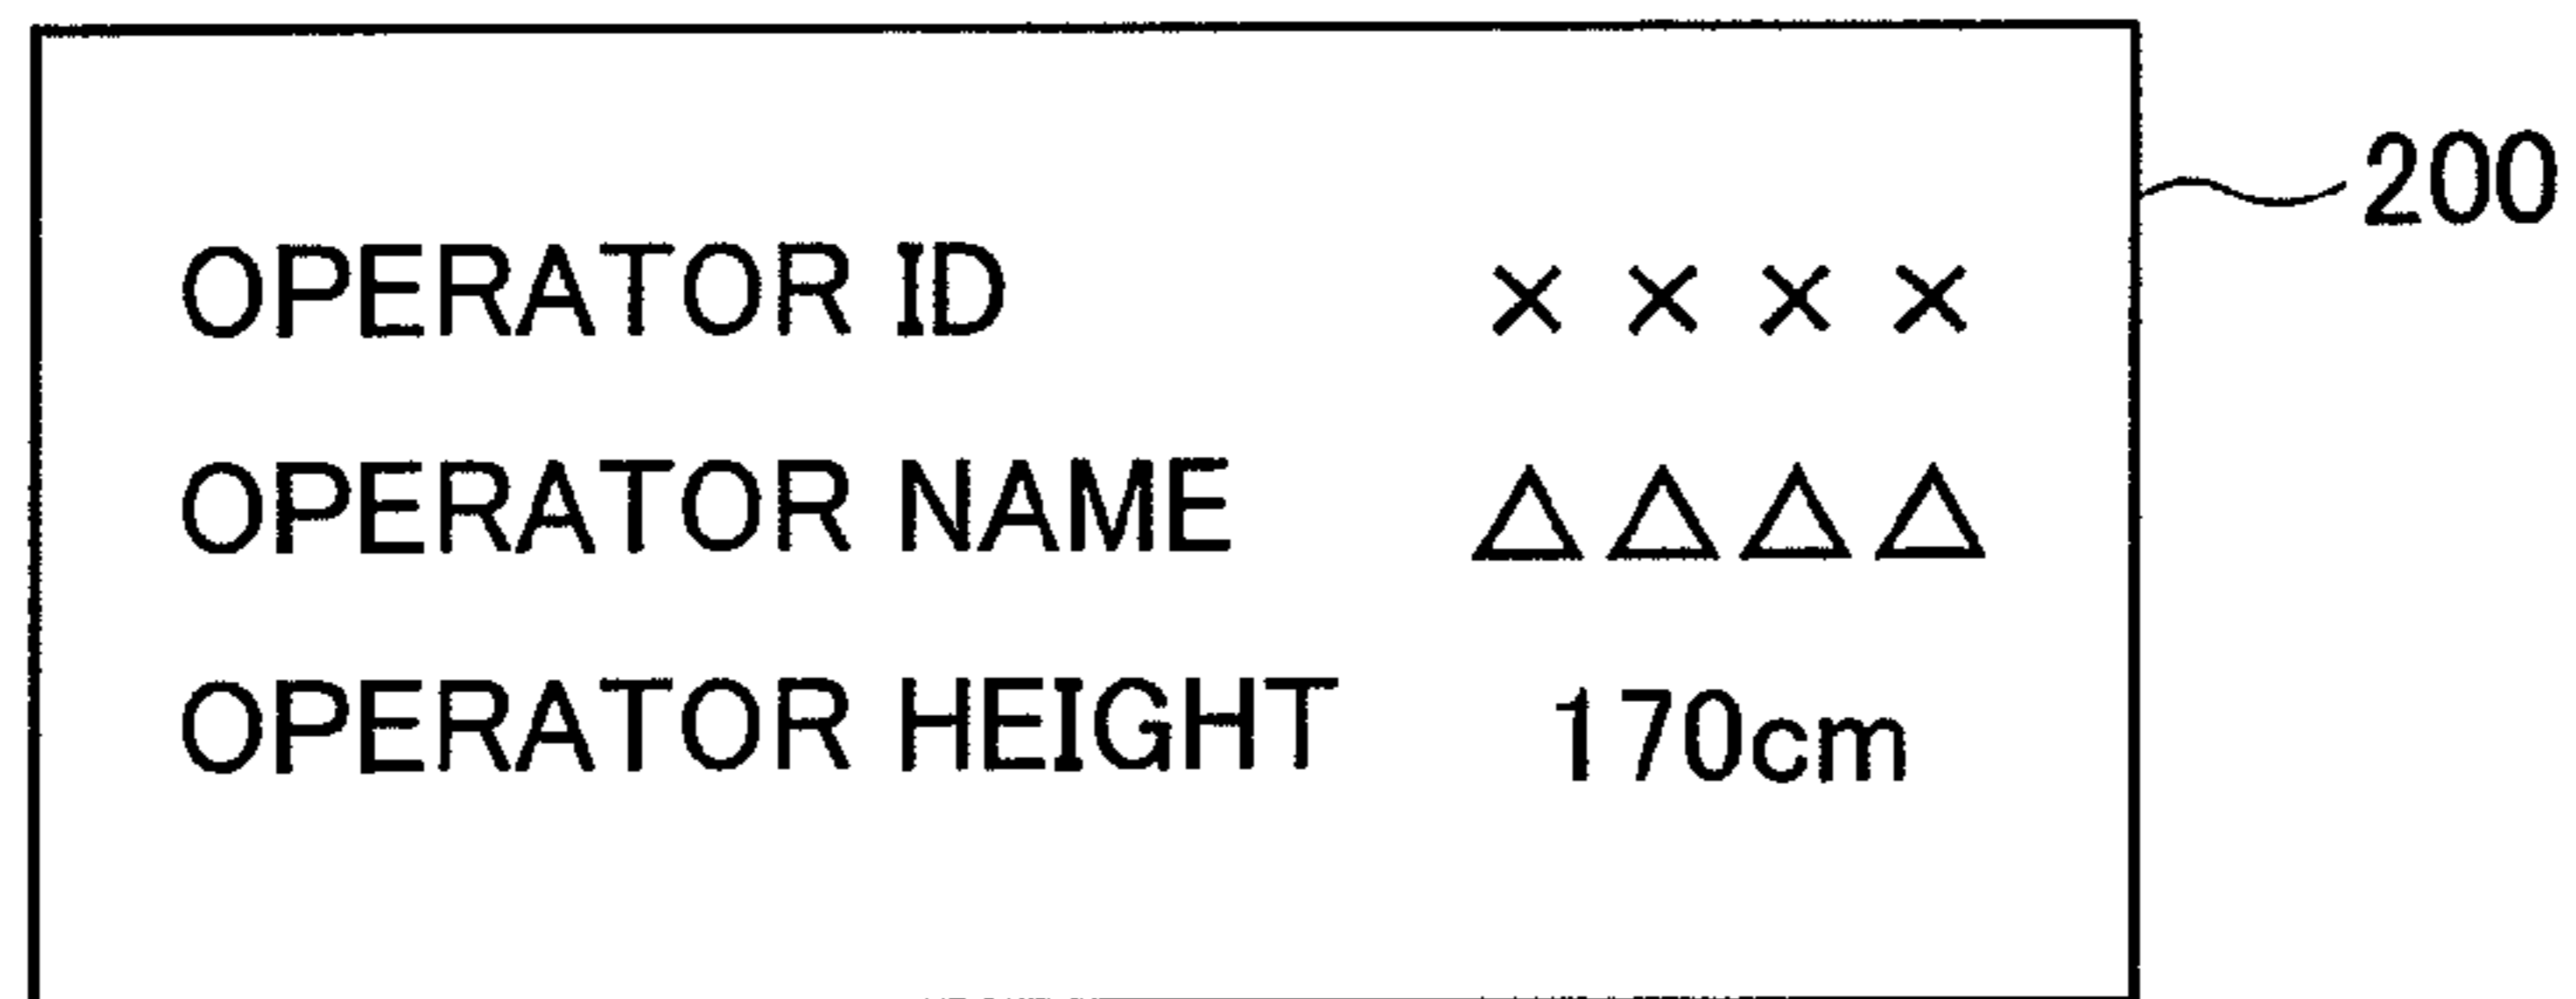 200
OPERATOR ID ××××
OPERATOR NAME △△△△
OPERATOR HEIGHT 170cm